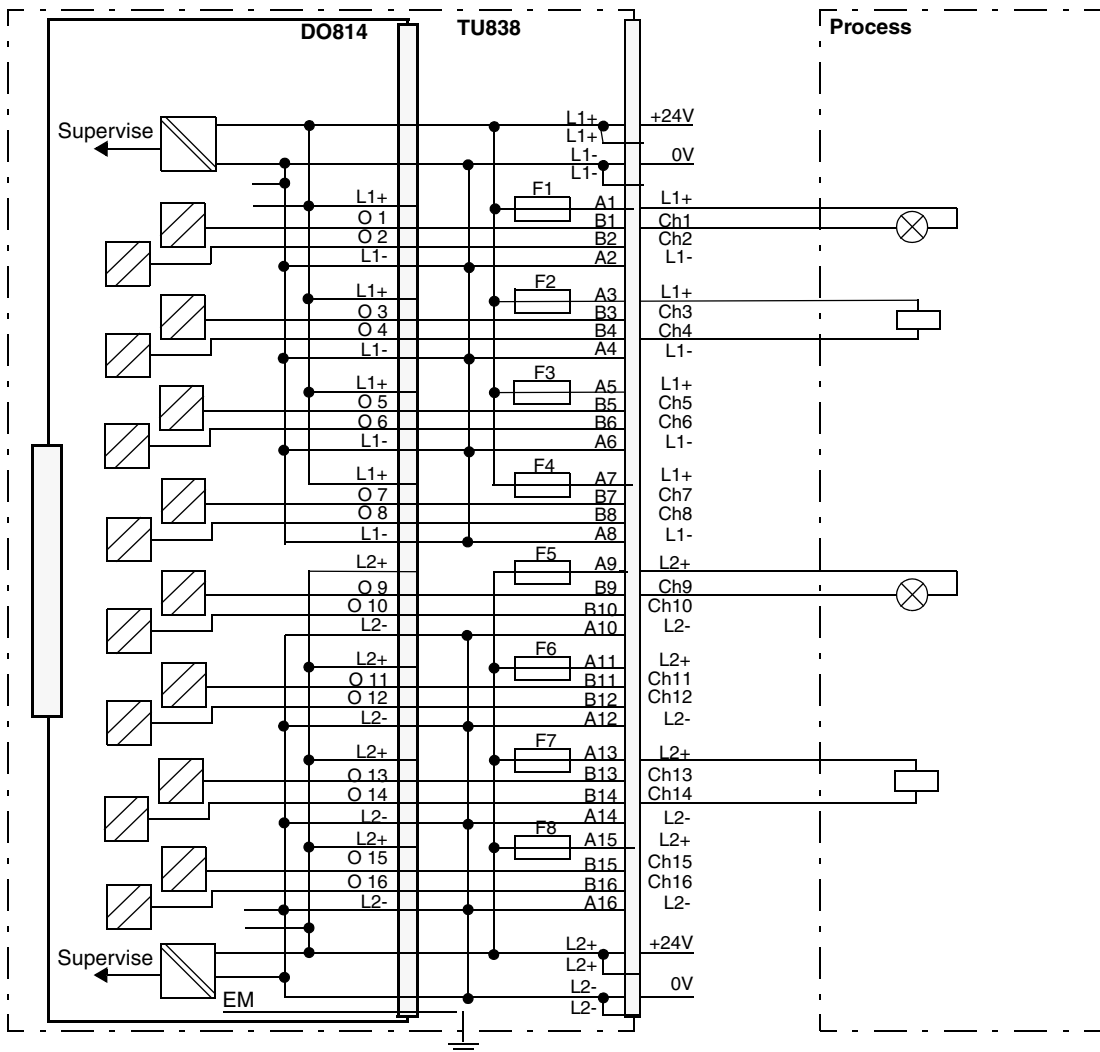 DO814 TU838 Process
L1+ +24V
Supervise L1+
L1- 0V
L1-
F1
L1+ A1 L1+
O 1 B1 Ch1
O 2 B2 Ch2
L1- A2 L1-
F2
L1+ A3 L1+
O 3 B3 Ch3
O 4 B4 Ch4
L1- A4 L1-
F3
L1+ A5 L1+
O 5 B5 Ch5
O 6 B6 Ch6
L1- A6 L1-
F4
L1+ A7 L1+
O 7 B7 Ch7
O 8 B8 Ch8
L1- A8 L1-
F5
L2+ A9 L2+
O 9 B9 Ch9
O 10 B10 Ch10
L2- A10 L2-
F6
L2+ A11 L2+
O 11 B11 Ch11
O 12 B12 Ch12
L2- A12 L2-
F7
L2+ A13 L2+
O 13 B13 Ch13
O 14 B14 Ch14
L2- A14 L2-
F8
L2+ A15 L2+
O 15 B15 Ch15
O 16 B16 Ch16
L2- A16 L2-
L2+ +24V
Supervise L2+
L2- 0V
EM L2-